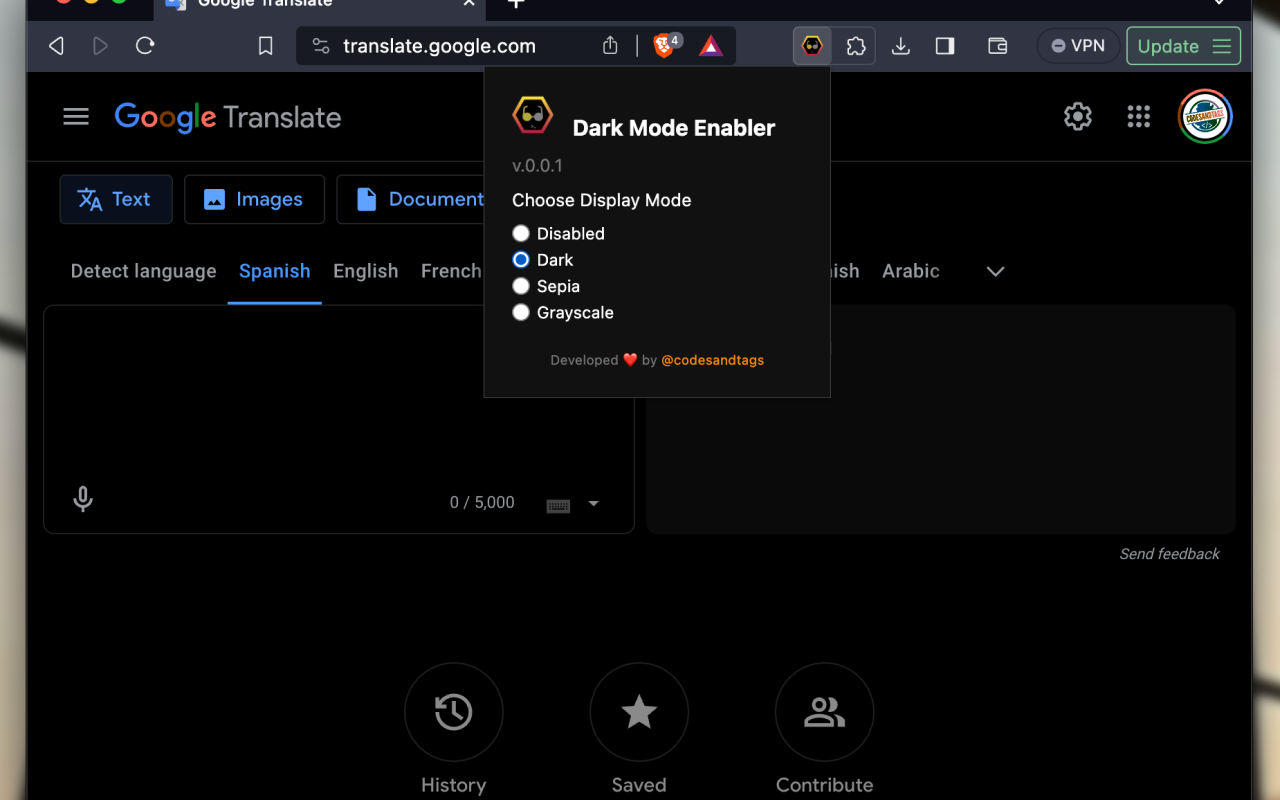 Google Translate
translate.google.com
4
VPN
Update
Google Translate
CODESANDTAGS
Dark Mode Enabler
v.0.0.1
Choose Display Mode
Disabled
Dark
Sepia
Grayscale
Developed ❤️ by @codesandtags
Text
Images
Document
Detect language
Spanish
English
French
ish
Arabic
0 / 5,000
Send feedback
History
Saved
Contribute